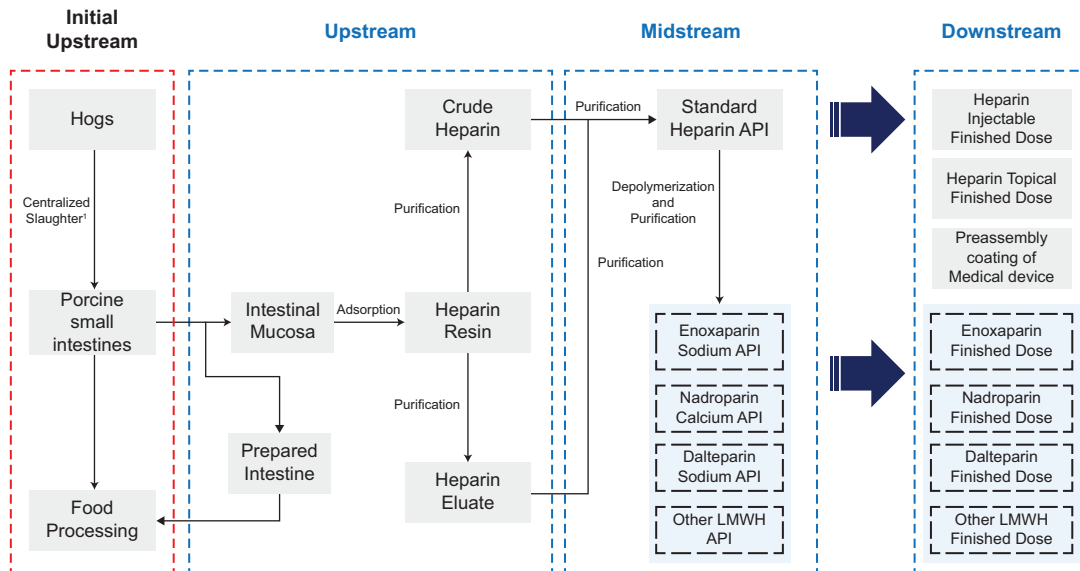 Initial
Upstream
Upstream
Midstream
Downstream
Hogs
Centralized
Slaughter¹
Porcine
small
intestines
Food
Processing
Intestinal
Mucosa
Prepared
Intestine
Adsorption
Crude
Heparin
Purification
Heparin
Resin
Purification
Heparin
Eluate
Purification
Purification
Standard
Heparin API
Depolymerization
and
Purification
Enoxaparin
Sodium API
Nadroparin
Calcium API
Dalteparin
Sodium API
Other LMWH
API
Heparin
Injectable
Finished Dose
Heparin Topical
Finished Dose
Preassembly
coating of
Medical device
Enoxaparin
Finished Dose
Nadroparin
Finished Dose
Dalteparin
Finished Dose
Other LMWH
Finished Dose